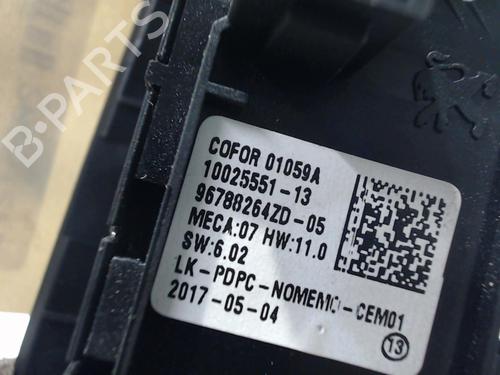 B-PARTS
COFOR 01059A
10025551-13
96788264ZD-05
MECA:07 HW:11.0
SW:6.02
LK-PDPC-NOMEMO-CEM01
2017-05-04
13